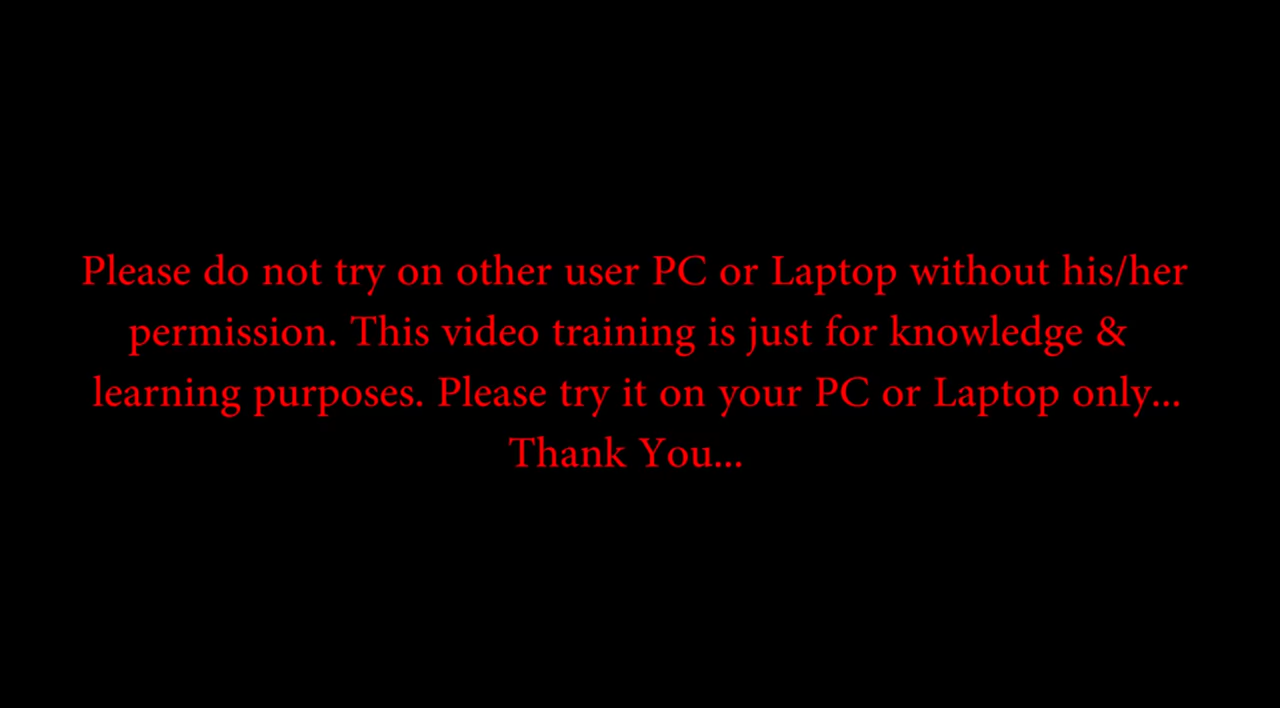 Please do not try on other user PC or Laptop without his/her
permission. This video training is just for knowledge &
learning purposes. Please try it on your PC or Laptop only...
Thank You...